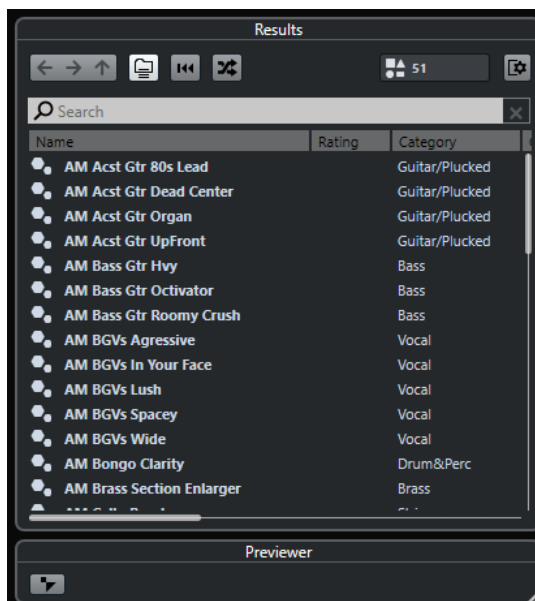 Results
51
Search
Name Rating Category
AM Acst Gtr 80s Lead Guitar/Plucked
AM Acst Gtr Dead Center Guitar/Plucked
AM Acst Gtr Organ Guitar/Plucked
AM Acst Gtr UpFront Guitar/Plucked
AM Bass Gtr Hvy Bass
AM Bass Gtr Octivator Bass
AM Bass Gtr Roomy Crush Bass
AM BGVs Agressive Vocal
AM BGVs In Your Face Vocal
AM BGVs Lush Vocal
AM BGVs Spacey Vocal
AM BGVs Wide Vocal
AM Bongo Clarity Drum&Perc
AM Brass Section Enlarger Brass
Previewer